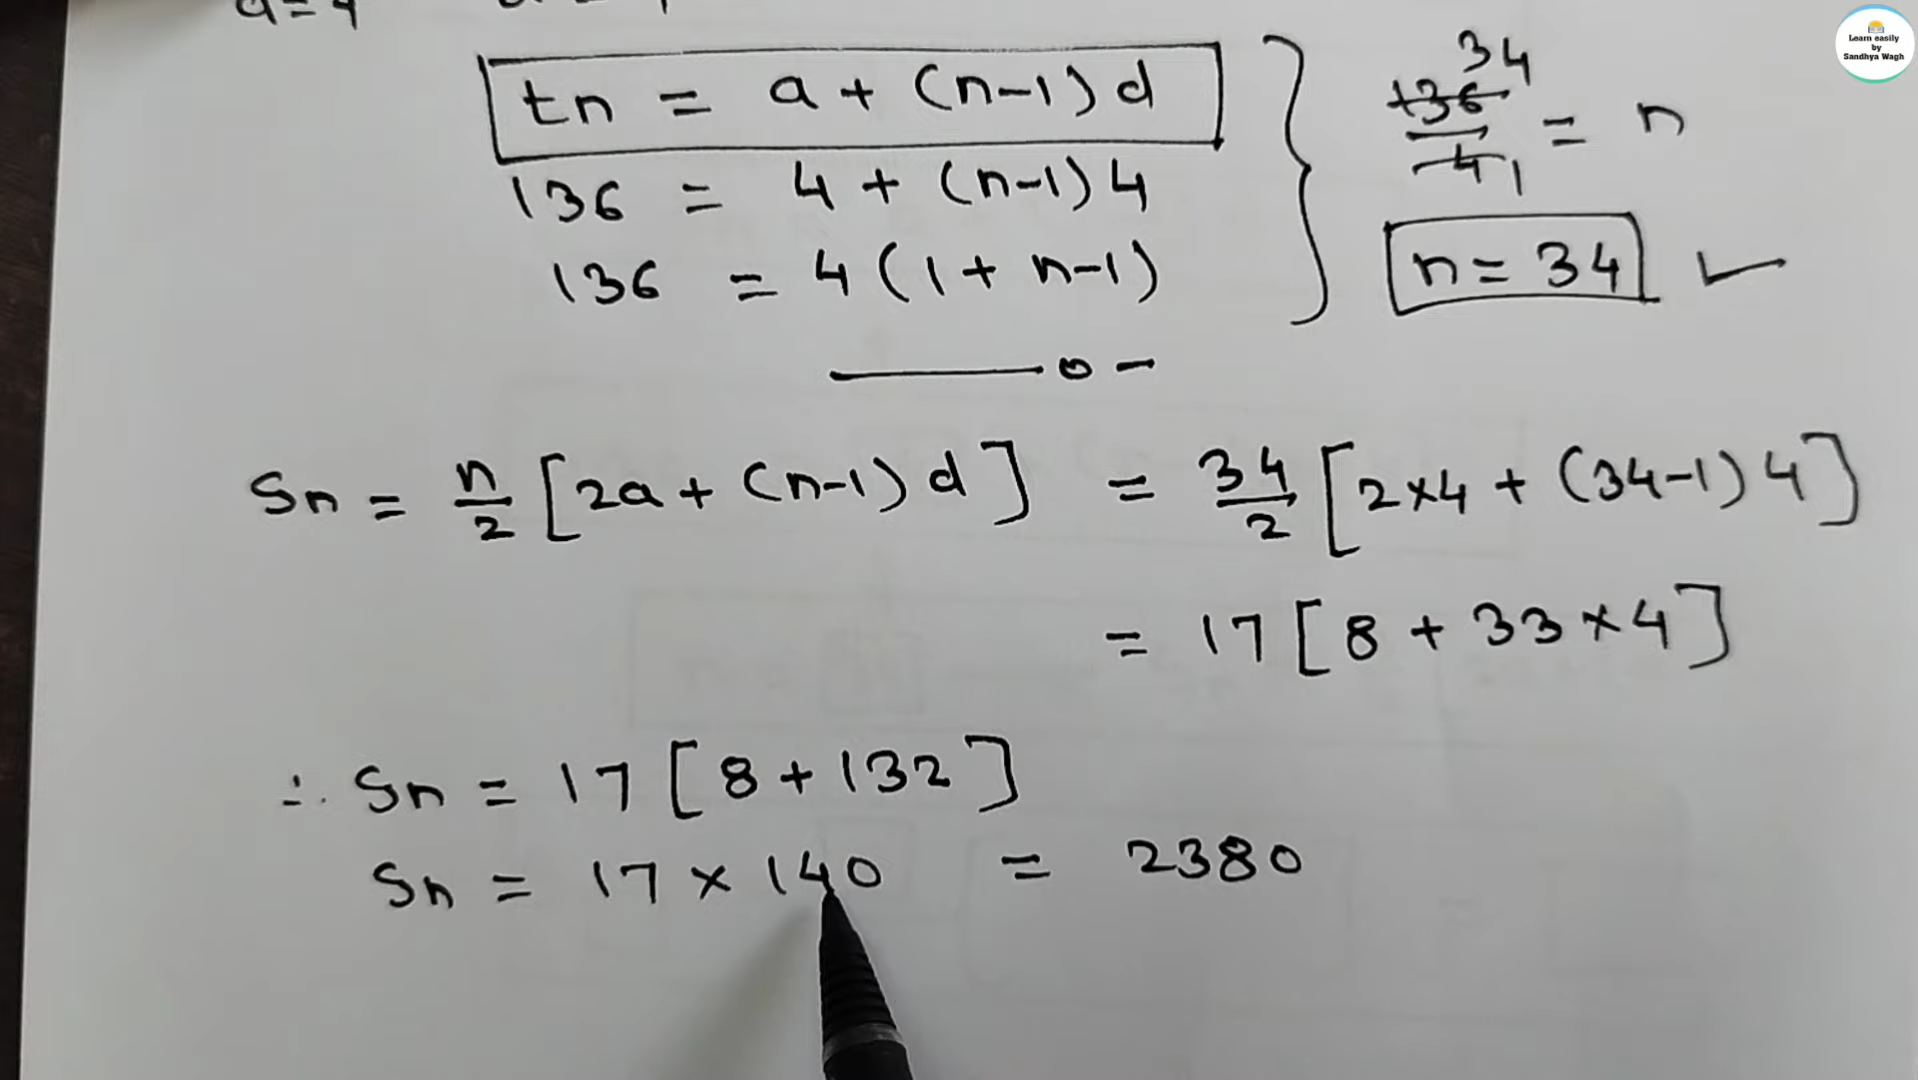 a = 4
tn = a + (n-1) d
136 = 4 + (n-1) 4
136 = 4 ( 1 + n-1)
34
136
4 1
= n
n = 34 ✓
Sn = n/2 [ 2a + (n-1) d ] = 34/2 [ 2×4 + (34-1) 4 ]
= 17 [ 8 + 33 × 4 ]
∴ Sn = 17 [ 8 + 132 ]
Sn = 17 × 140 = 2380
Learn easily
by
Sandhya Wagh